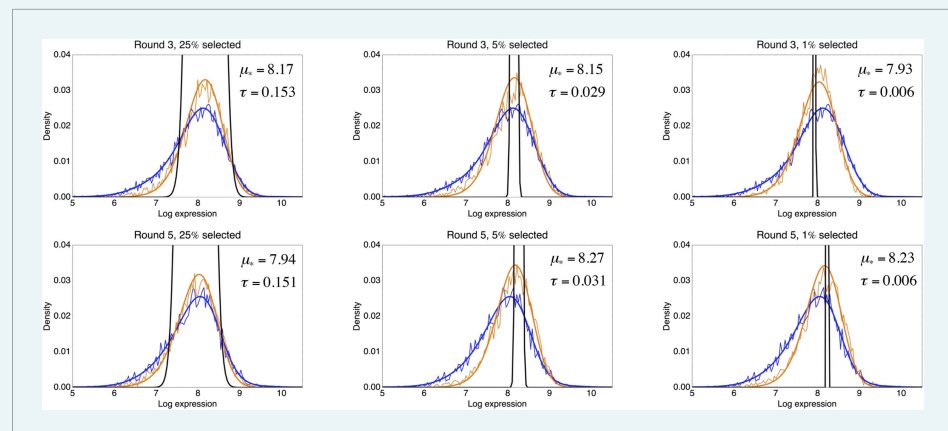 Round 3, 25% selected
μ* = 8.17
τ = 0.153
0.04
0.03
0.02
0.01
0.00
Density
5 6 7 8 9 10
Log expression
Round 3, 5% selected
μ* = 8.15
τ = 0.029
0.04
0.03
0.02
0.01
0.00
Density
5 6 7 8 9 10
Log expression
Round 3, 1% selected
μ* = 7.93
τ = 0.006
0.04
0.03
0.02
0.01
0.00
Density
5 6 7 8 9 10
Log expression
Round 5, 25% selected
μ* = 7.94
τ = 0.151
0.04
0.03
0.02
0.01
0.00
Density
5 6 7 8 9 10
Log expression
Round 5, 5% selected
μ* = 8.27
τ = 0.031
0.04
0.03
0.02
0.01
0.00
Density
5 6 7 8 9 10
Log expression
Round 5, 1% selected
μ* = 8.23
τ = 0.006
0.04
0.03
0.02
0.01
0.00
Density
5 6 7 8 9 10
Log expression